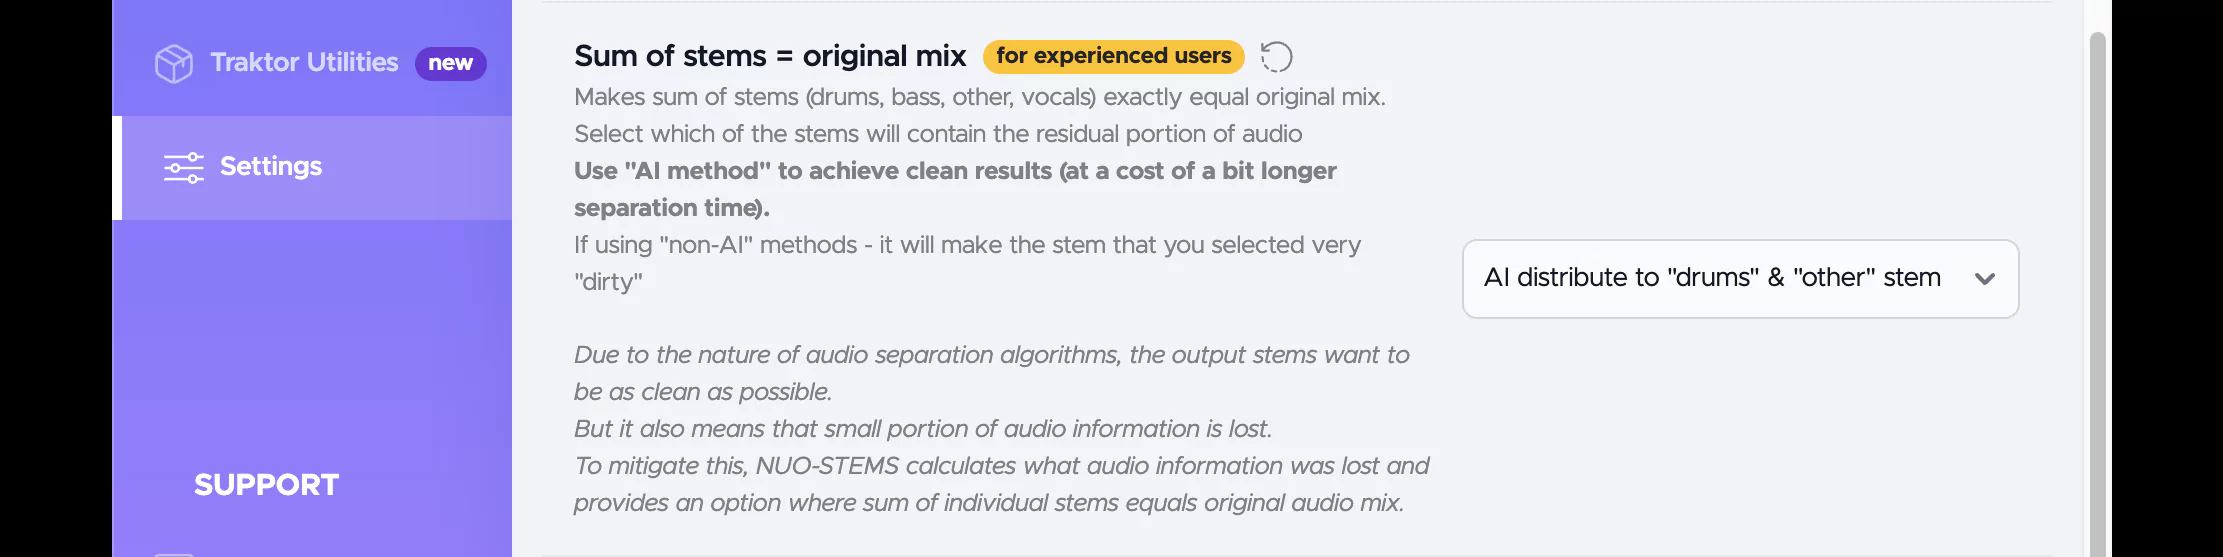 Traktor Utilities new
Settings
SUPPORT
Sum of stems = original mix for experienced users
Makes sum of stems (drums, bass, other, vocals) exactly equal original mix.
Select which of the stems will contain the residual portion of audio
Use "AI method" to achieve clean results (at a cost of a bit longer
separation time).
If using "non-AI" methods - it will make the stem that you selected very
"dirty"
AI distribute to "drums" & "other" stem
Due to the nature of audio separation algorithms, the output stems want to
be as clean as possible.
But it also means that small portion of audio information is lost.
To mitigate this, NUO-STEMS calculates what audio information was lost and
provides an option where sum of individual stems equals original audio mix.